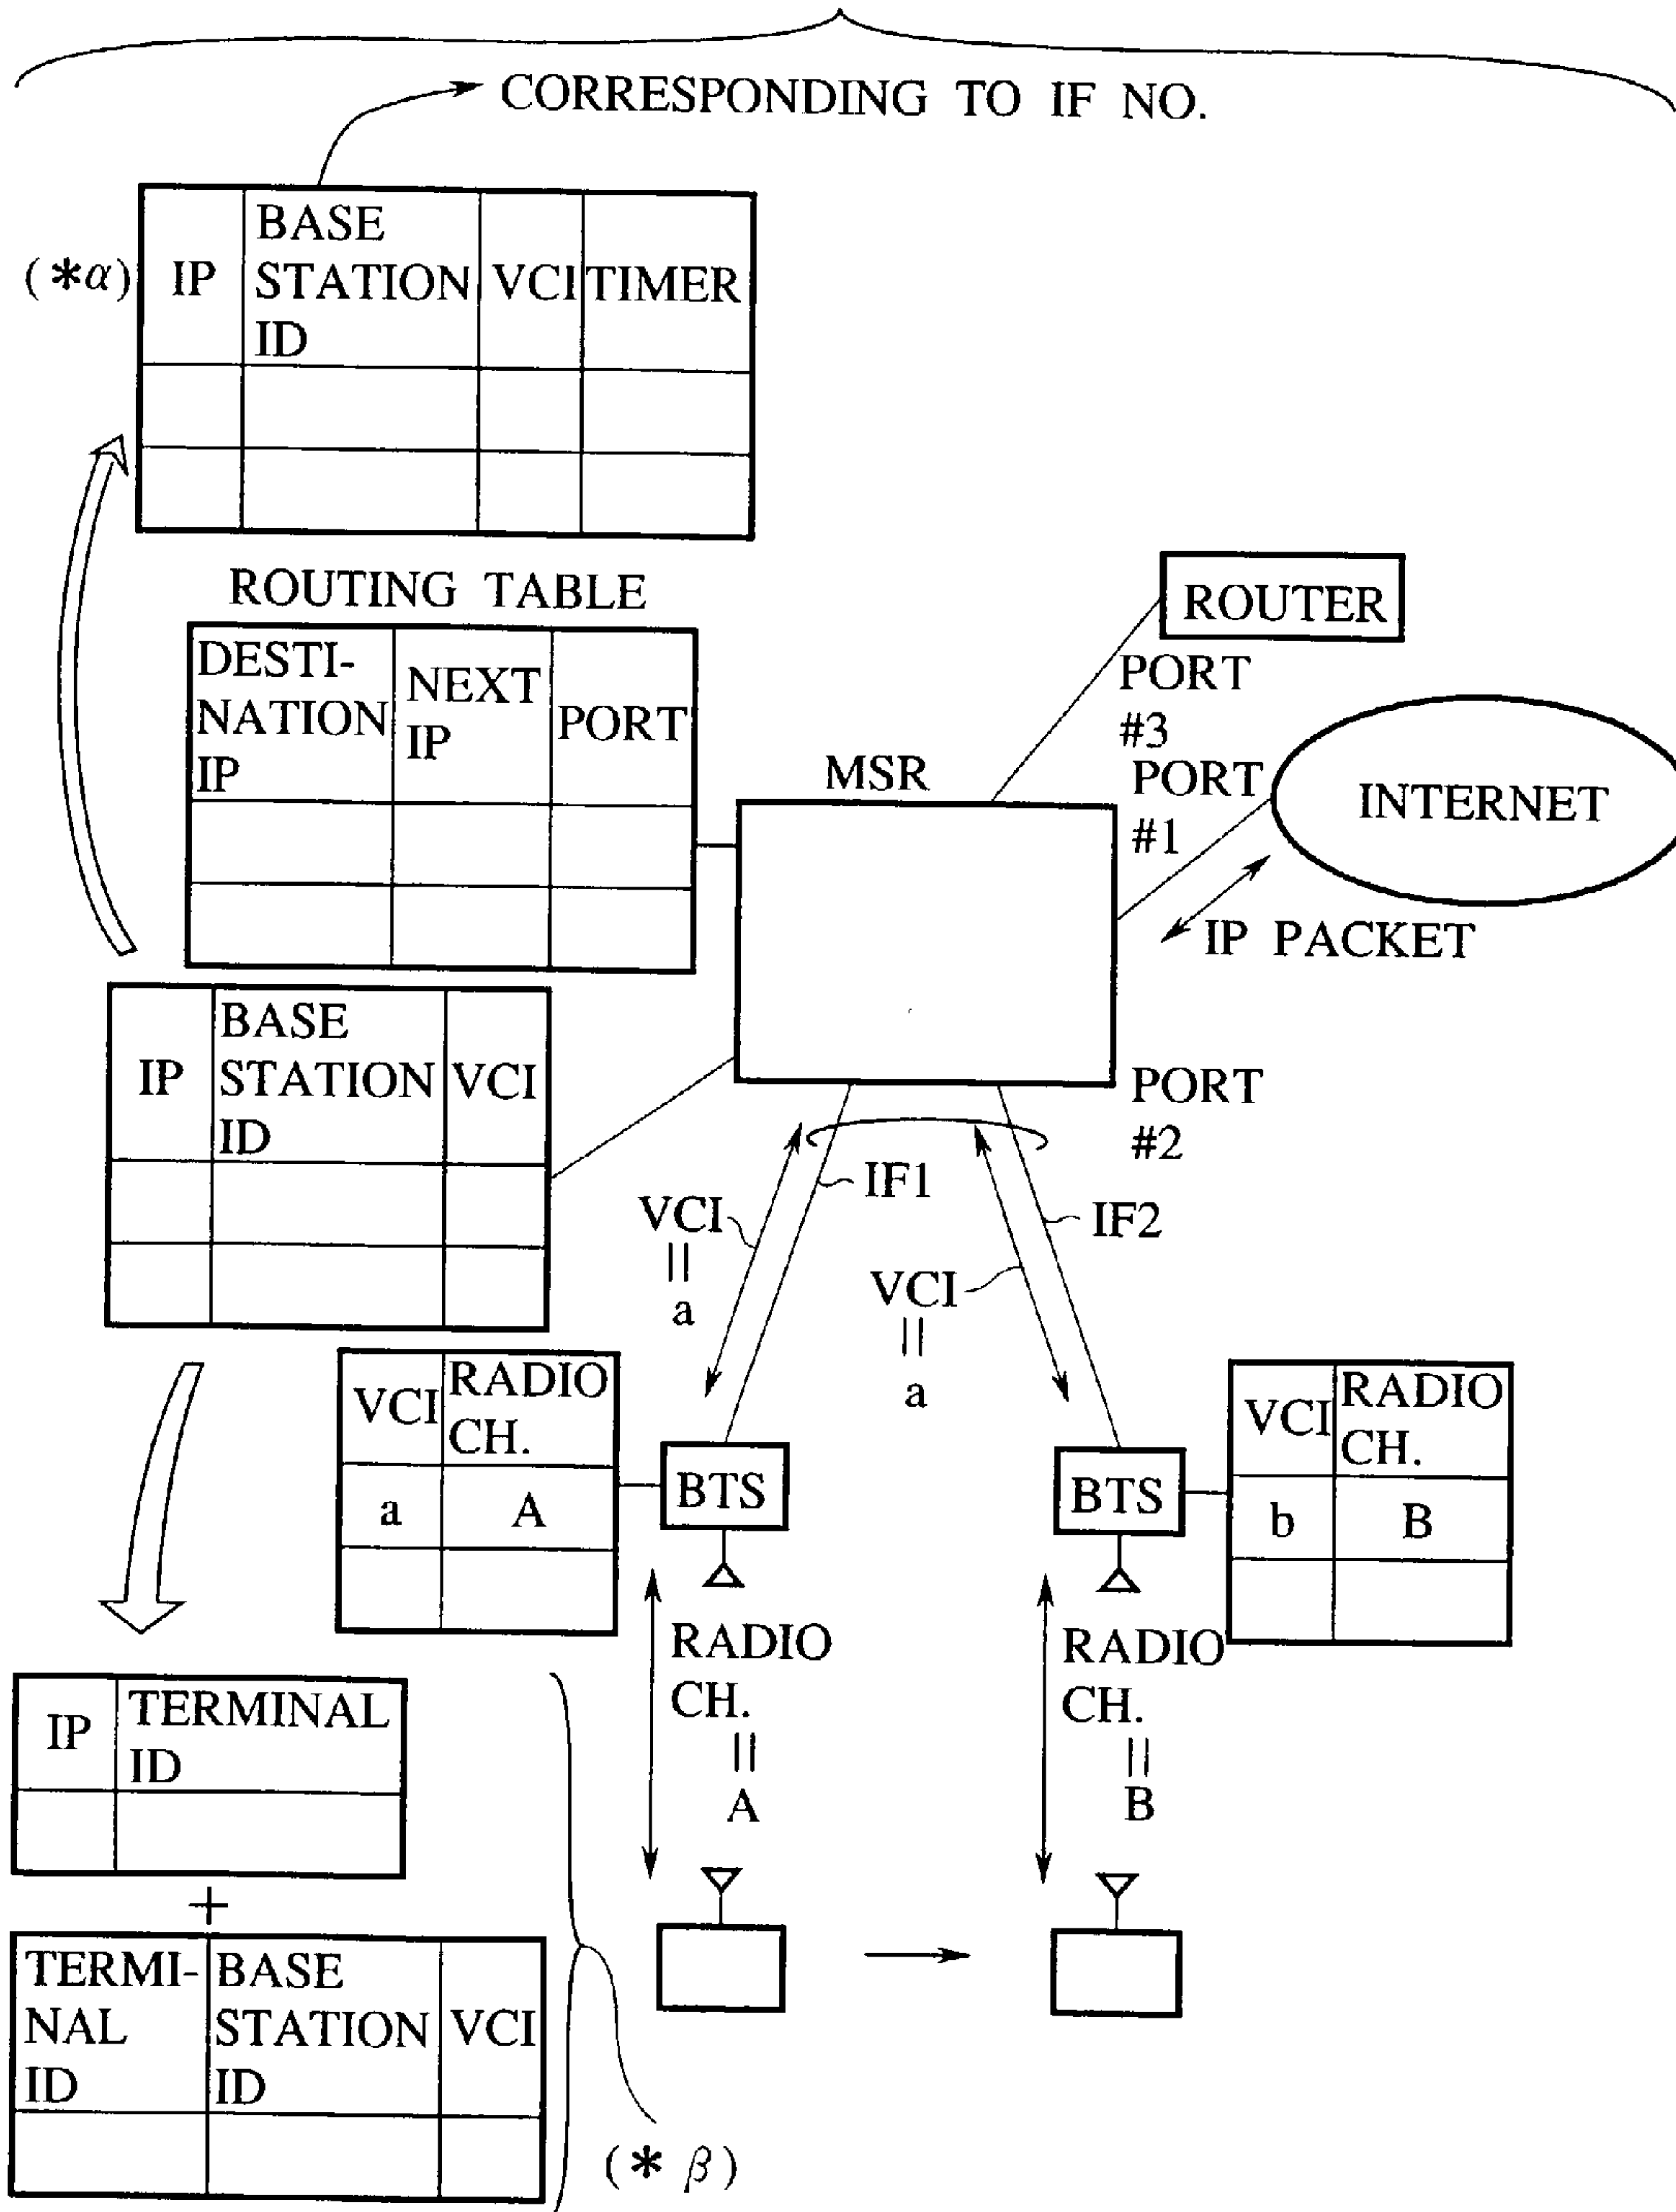 CORRESPONDING TO IF NO.
(*α)
IP
BASE
STATION
ID
VCI
TIMER
ROUTING TABLE
DESTI-
NATION
IP
NEXT
IP
PORT
ROUTER
PORT
#3
MSR
PORT
#1
INTERNET
IP PACKET
IP
BASE
STATION
ID
VCI
PORT
#2
IF1
IF2
VCI
=
a
VCI
=
a
VCI
RADIO
CH.
a
A
BTS
BTS
VCI
RADIO
CH.
b
B
RADIO
CH.
=
A
RADIO
CH.
=
B
IP
TERMINAL
ID
+
TERMI-
NAL
ID
BASE
STATION
ID
VCI
(* β)